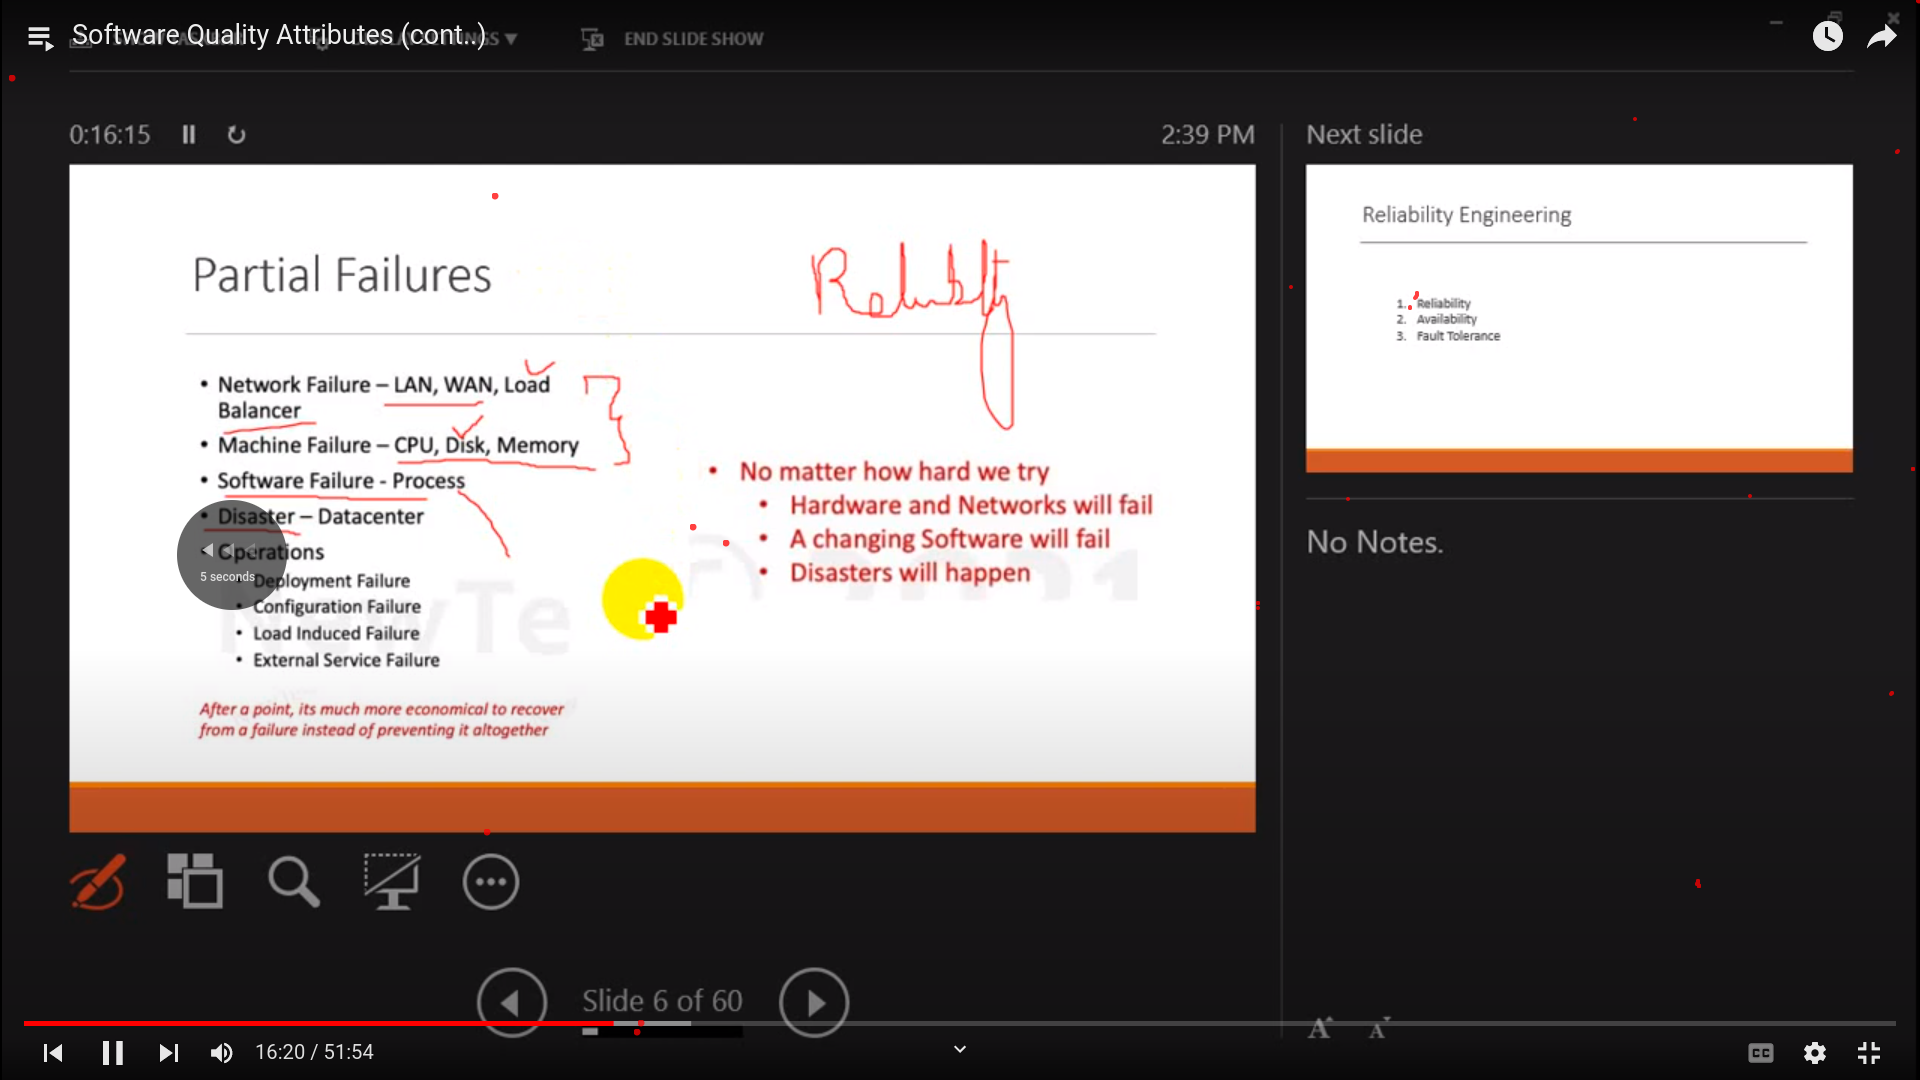 Software Quality Attributes (cont..)
END SLIDE SHOW
0:16:15
2:39 PM
Next slide
Partial Failures
Reliability
• Network Failure – LAN, WAN, Load
Balancer
• Machine Failure – CPU, Disk, Memory
• Software Failure - Process
• Disaster – Datacenter
• Operations
5 seconds
Deployment Failure
• Configuration Failure
• Load Induced Failure
• External Service Failure
After a point, its much more economical to recover
from a failure instead of preventing it altogether
• No matter how hard we try
• Hardware and Networks will fail
• A changing Software will fail
• Disasters will happen
Reliability Engineering
1. Reliability
2. Availability
3. Fault Tolerance
No Notes.
Slide 6 of 60
A A
16:20 / 51:54
CC